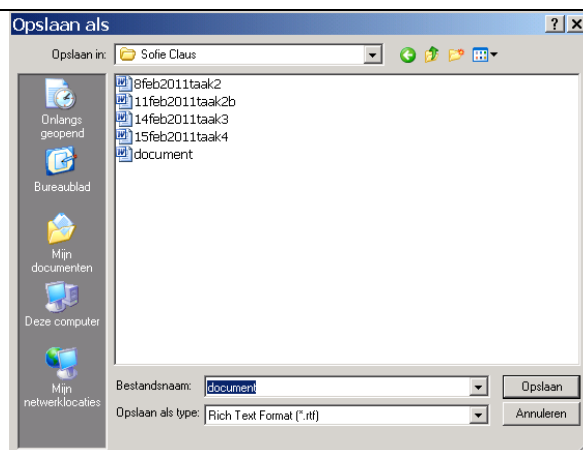 Opslaan als
Opslaan in: Sofie Claus
8feb2011taak2
11feb2011taak2b
14feb2011taak3
15feb2011taak4
document
Onlangs
geopend
Bureaublad
Mijn
documenten
Deze computer
Mijn
netwerklocaties
Bestandsnaam: document Opslaan
Opslaan als type: Rich Text Format (*.rtf) Annuleren